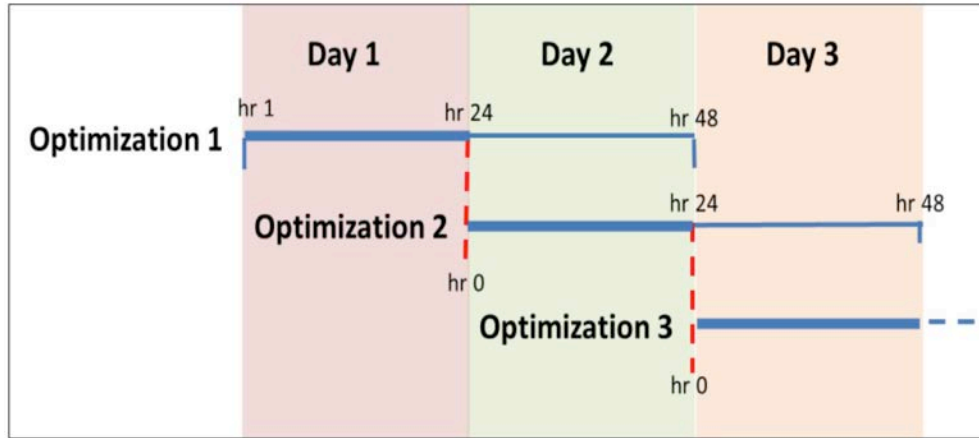 Day 1
Day 2
Day 3
hr 1
hr 24
hr 48
Optimization 1
hr 24
hr 48
Optimization 2
hr 0
Optimization 3
hr 0